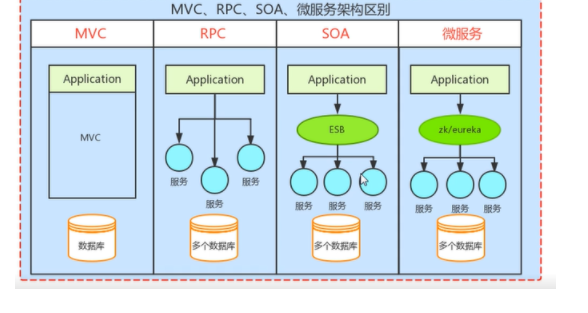 MVC、RPC、SOA、微服务架构区别
MVC
RPC
SOA
微服务
Application
Application
Application
Application
MVC
ESB
zk/eureka
服务
服务
服务
服务
服务
服务
服务
服务
服务
数据库
多个数据库
多个数据库
多个数据库